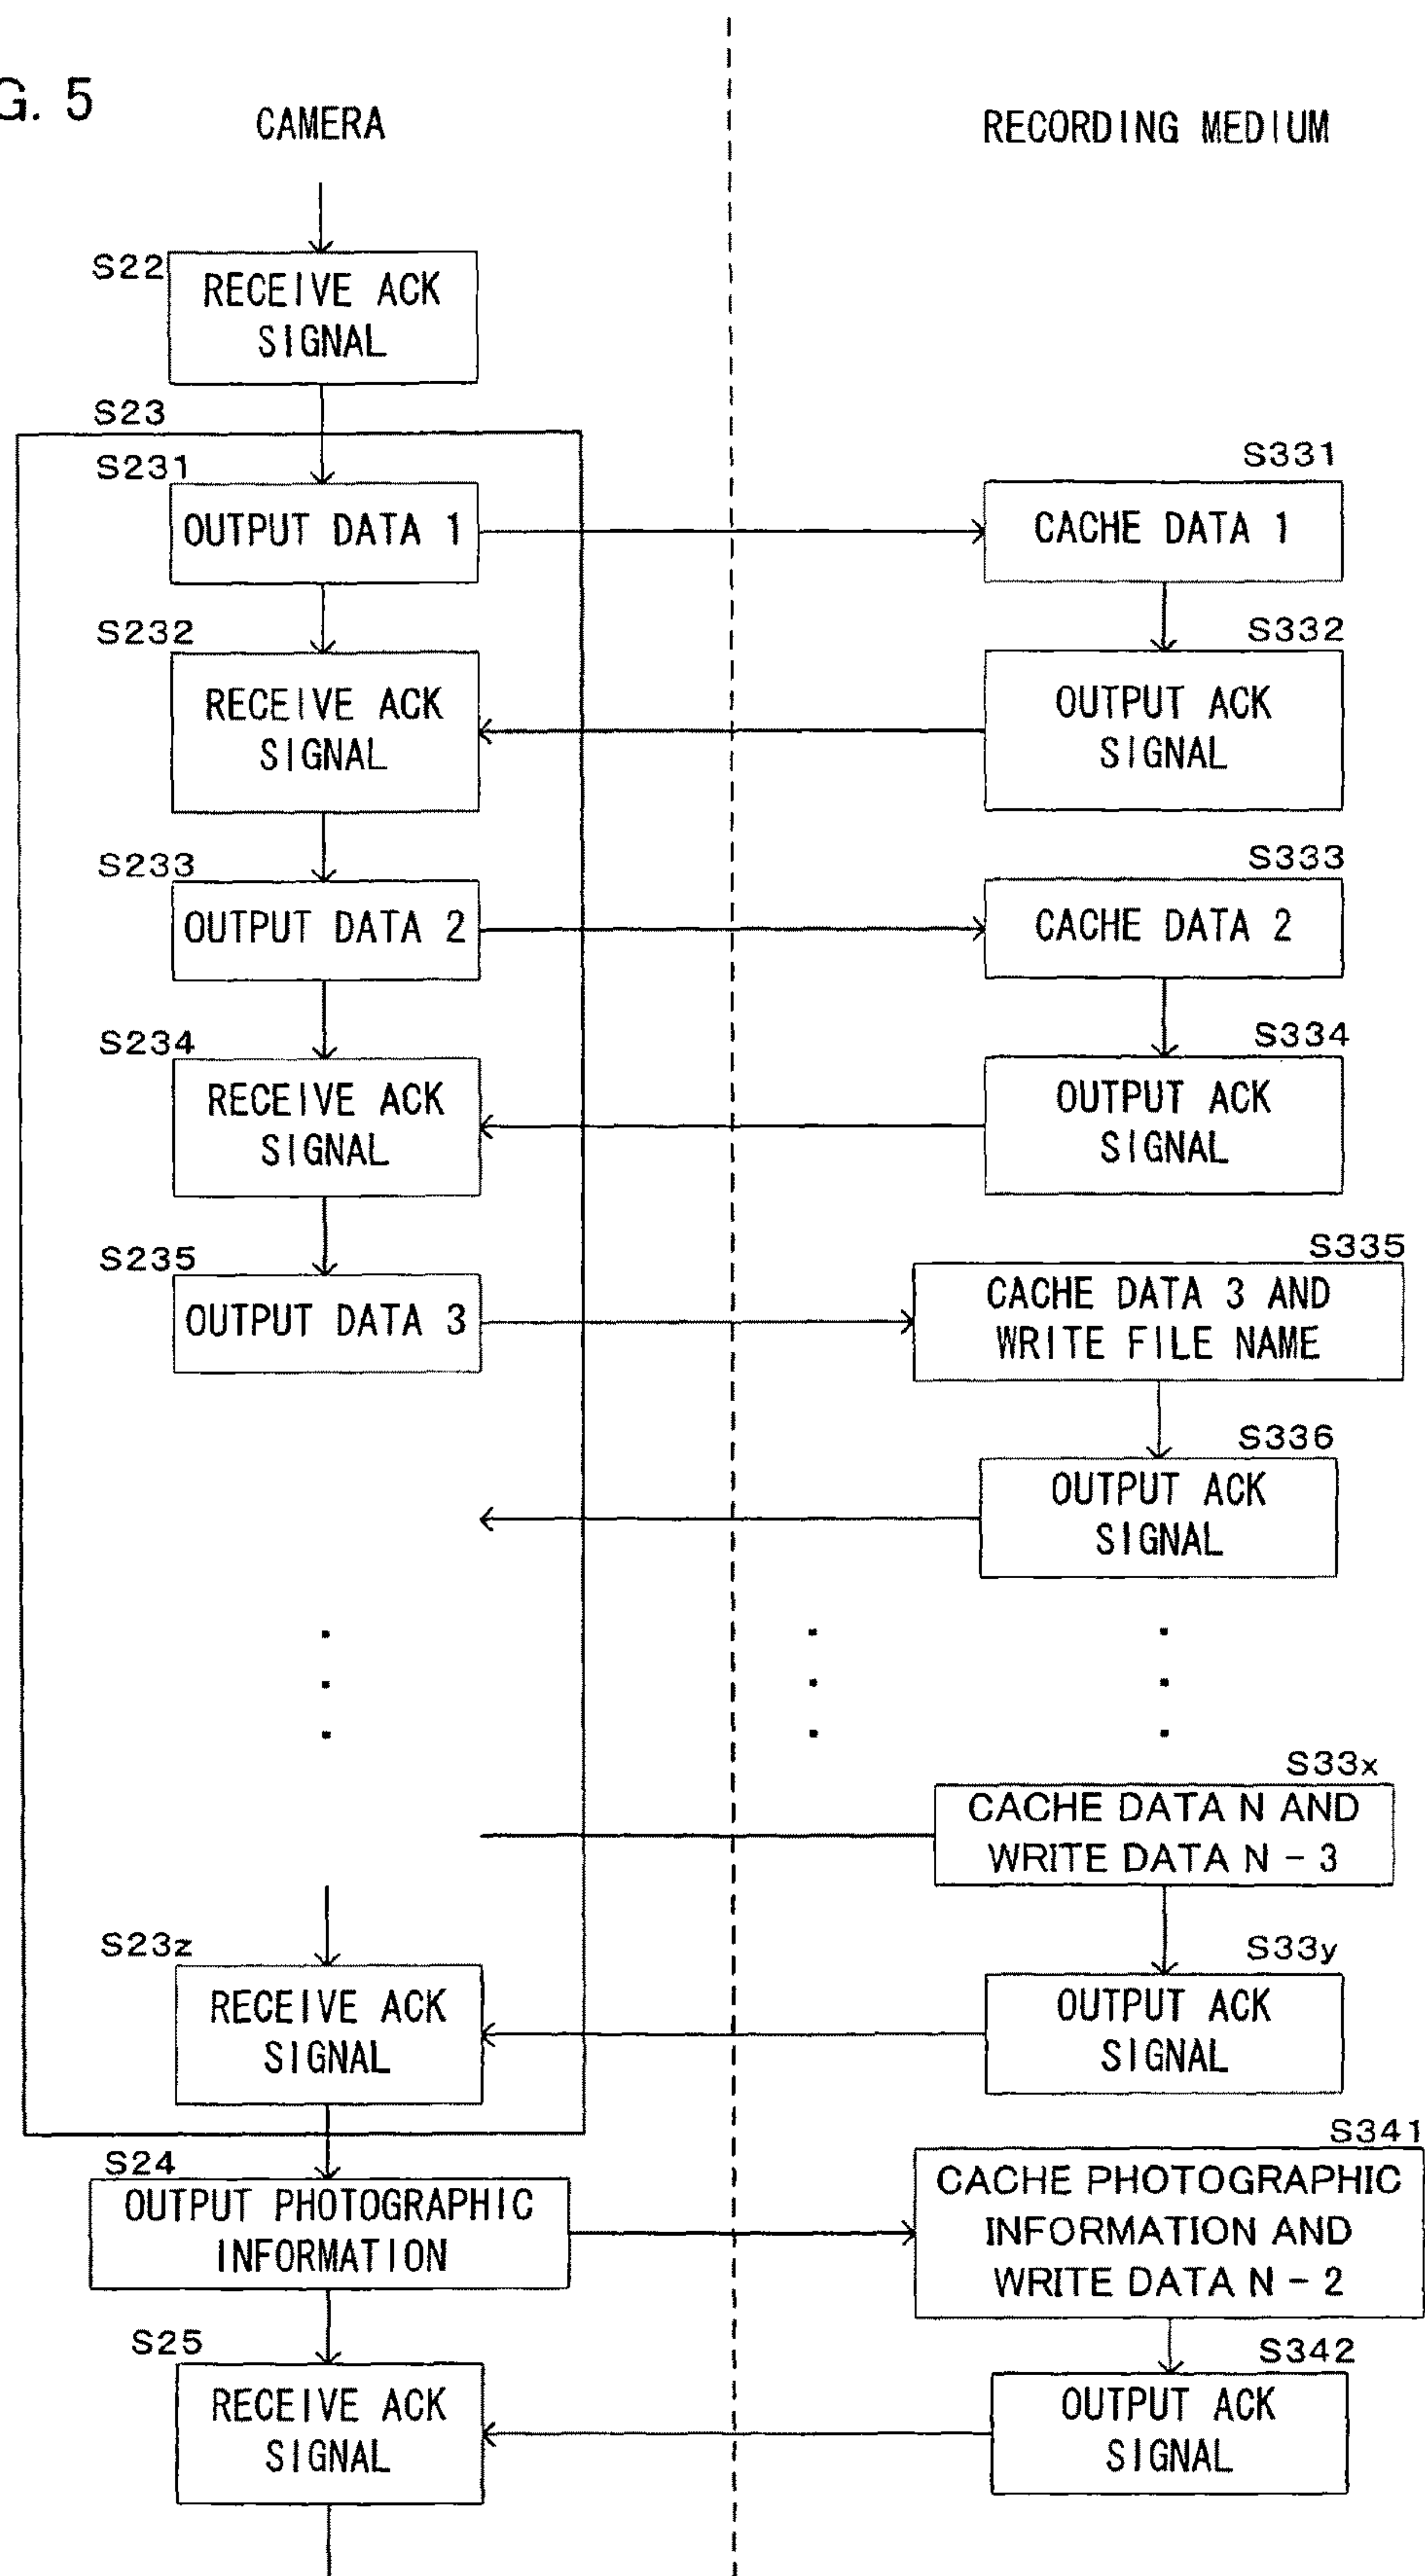 G. 5
CAMERA
RECORDING MEDIUM
S22
RECEIVE ACK
SIGNAL
S23
S231
OUTPUT DATA 1
S331
CACHE DATA 1
S232
RECEIVE ACK
SIGNAL
S332
OUTPUT ACK
SIGNAL
S233
OUTPUT DATA 2
S333
CACHE DATA 2
S234
RECEIVE ACK
SIGNAL
S334
OUTPUT ACK
SIGNAL
S235
OUTPUT DATA 3
S335
CACHE DATA 3 AND
WRITE FILE NAME
S336
OUTPUT ACK
SIGNAL
S33x
CACHE DATA N AND
WRITE DATA N - 3
S23z
RECEIVE ACK
SIGNAL
S33y
OUTPUT ACK
SIGNAL
S24
OUTPUT PHOTOGRAPHIC
INFORMATION
S341
CACHE PHOTOGRAPHIC
INFORMATION AND
WRITE DATA N - 2
S25
RECEIVE ACK
SIGNAL
S342
OUTPUT ACK
SIGNAL